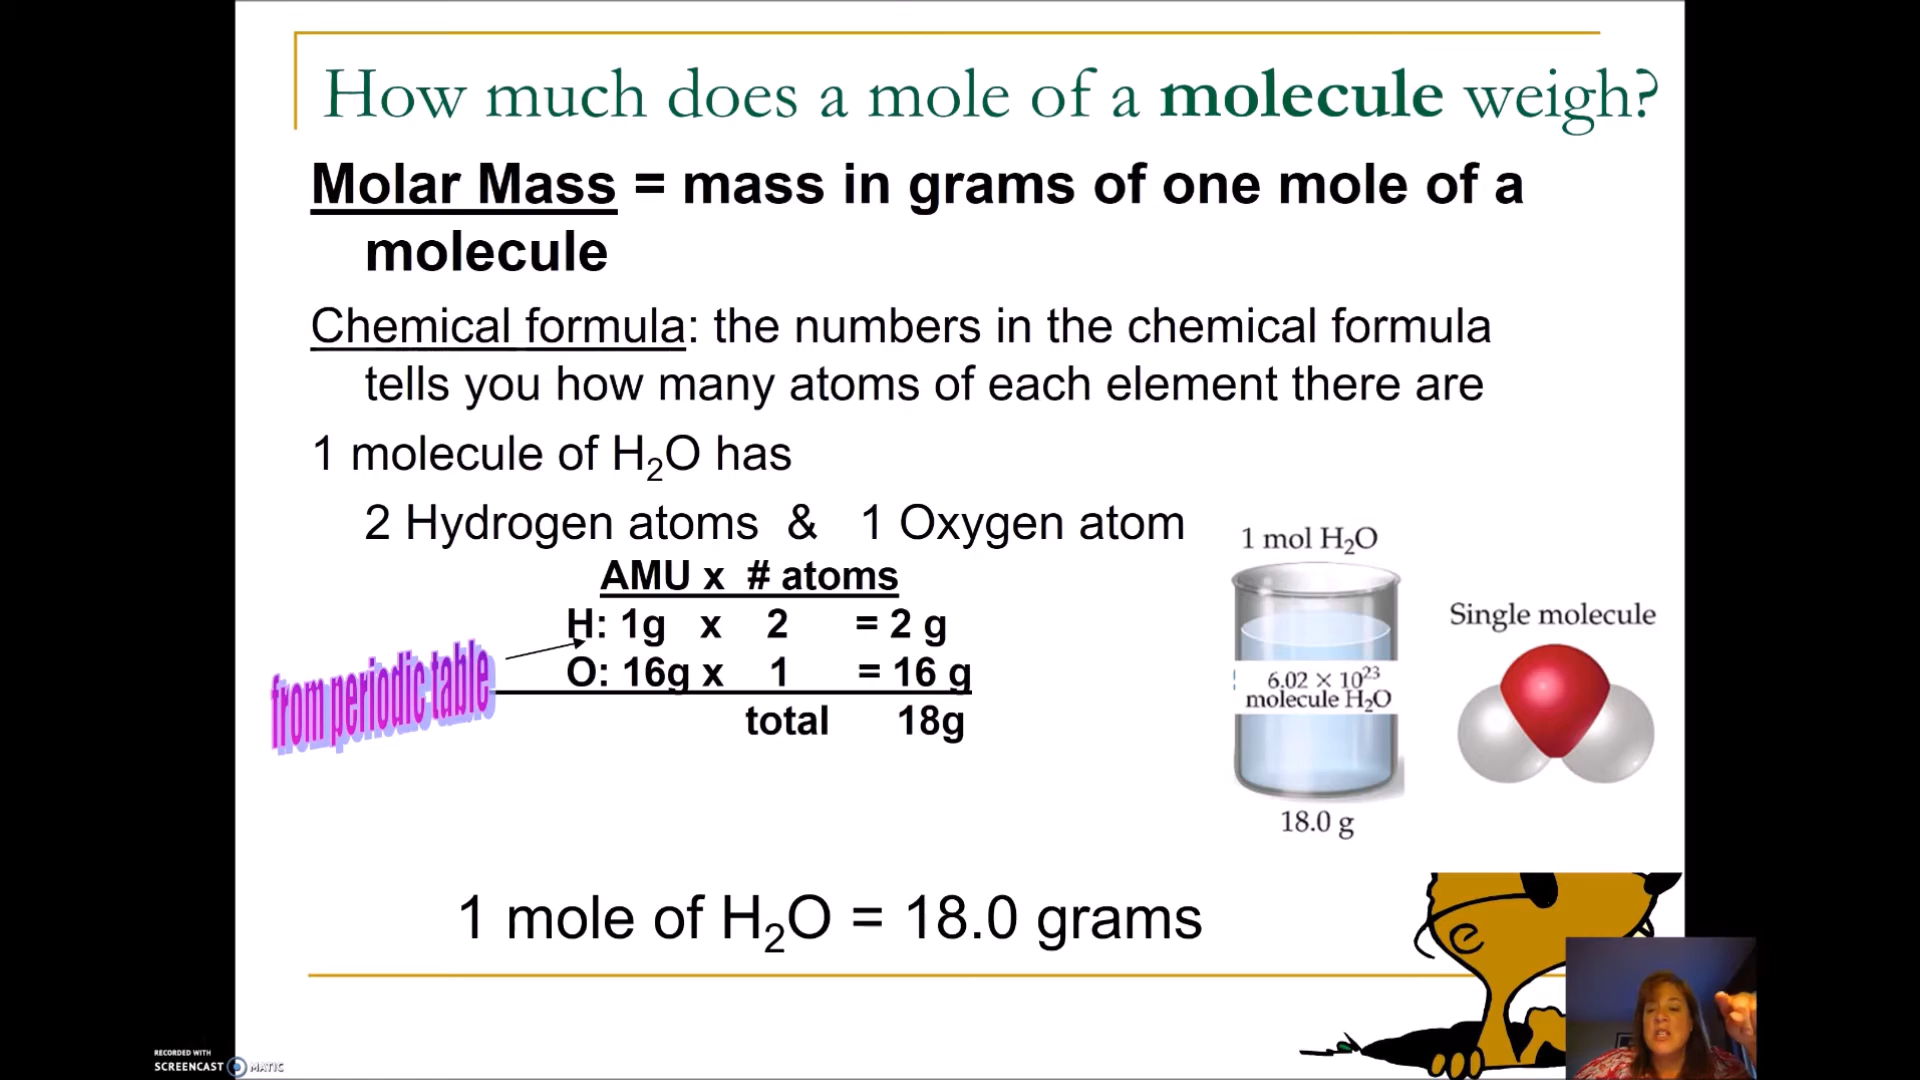 How much does a mole of a molecule weigh?
Molar Mass = mass in grams of one mole of a
molecule
Chemical formula: the numbers in the chemical formula
tells you how many atoms of each element there are
1 molecule of H₂O has
2 Hydrogen atoms & 1 Oxygen atom
AMU x # atoms
H: 1g x 2 = 2 g
O: 16g x 1 = 16 g
total 18g
from periodic table
1 mol H₂O
6.02 × 10²³
molecule H₂O
18.0 g
Single molecule
1 mole of H₂O = 18.0 grams
RECORDED WITH
SCREENCAST MATIC